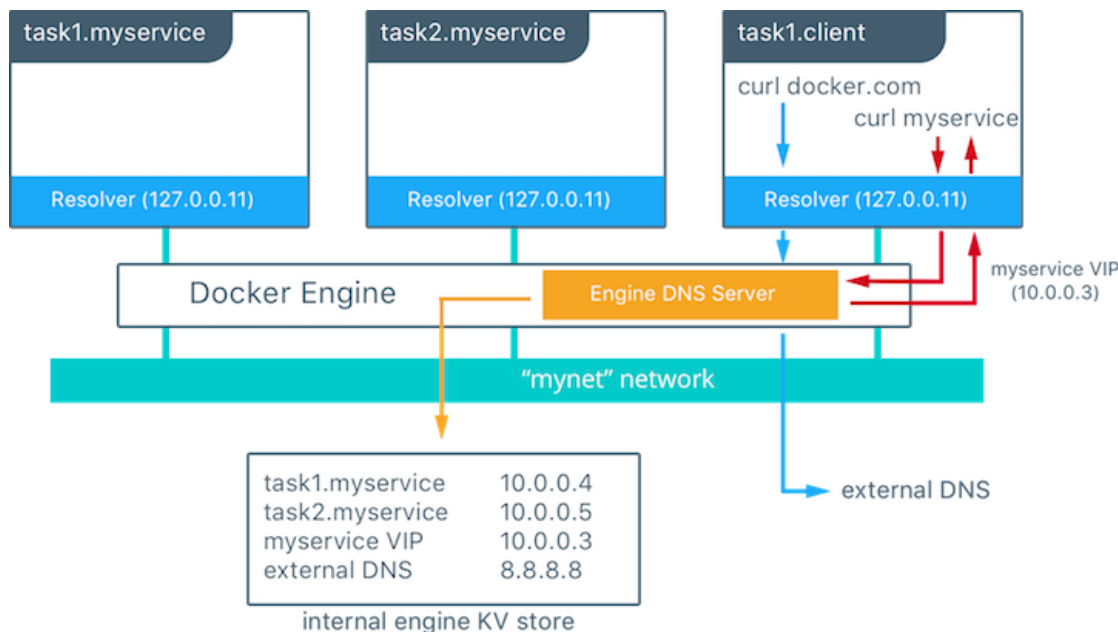 task1.myservice
task2.myservice
task1.client
curl docker.com
curl myservice
Resolver (127.0.0.11)
Resolver (127.0.0.11)
Resolver (127.0.0.11)
Docker Engine
Engine DNS Server
myservice VIP
(10.0.0.3)
“mynet” network
task1.myservice 10.0.0.4
task2.myservice 10.0.0.5
myservice VIP 10.0.0.3
external DNS 8.8.8.8
external DNS
internal engine KV store